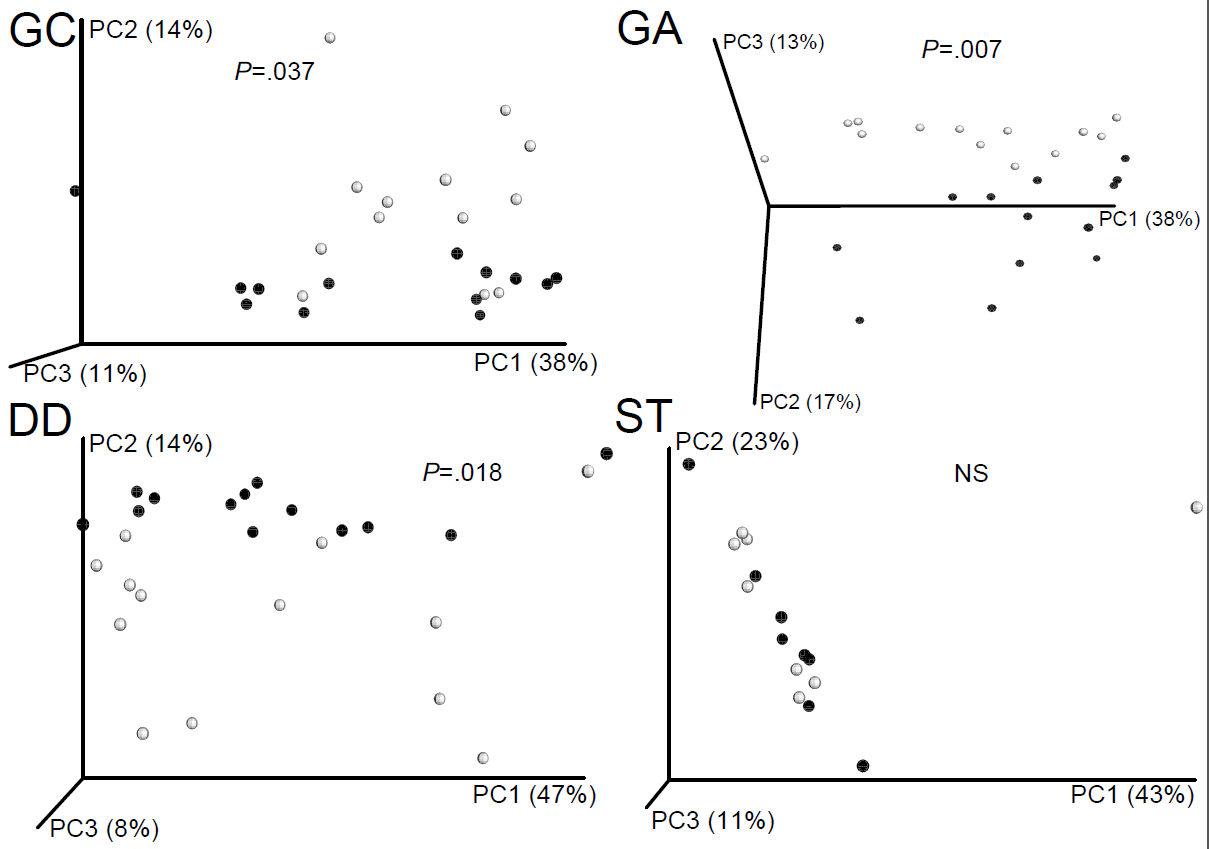 GC
PC2 (14%)
P=.037
PC1 (38%)
PC3 (11%)
GA
PC3 (13%)
P=.007
PC1 (38%)
PC2 (17%)
DD
PC2 (14%)
P=.018
PC1 (47%)
PC3 (8%)
ST
PC2 (23%)
NS
PC1 (43%)
PC3 (11%)